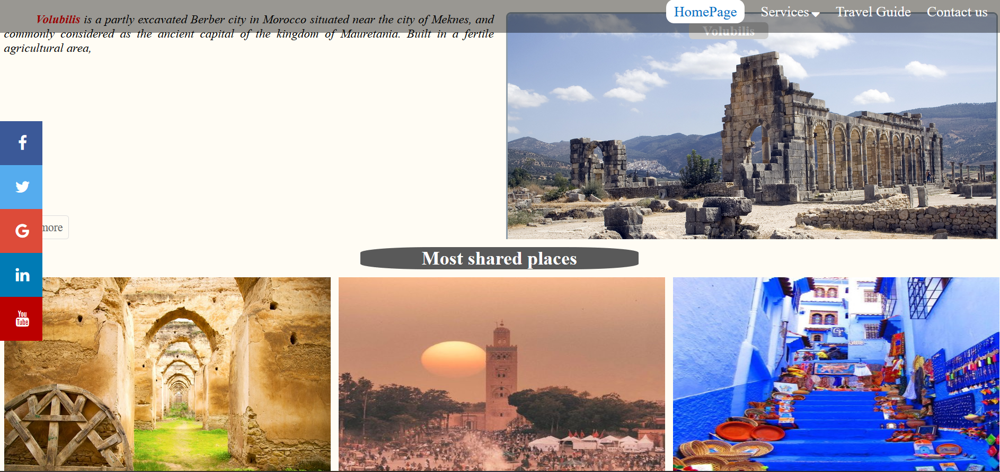 HomePage Services Travel Guide Contact us
Volubilis is a partly excavated Berber city in Morocco situated near the city of Meknes, and
commonly considered as the ancient capital of the kingdom of Mauretania. Built in a fertile
agricultural area,
Volubilis
more
Most shared places
f
G
in
You
Tube